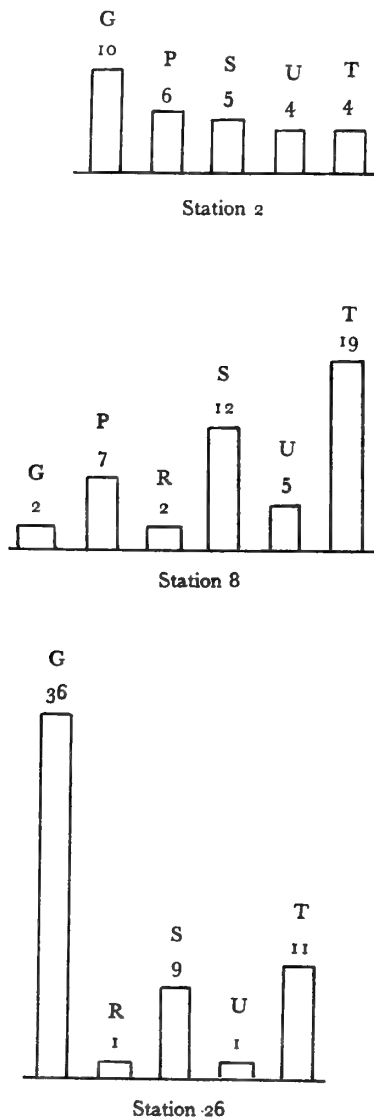 G P S U T
10 6 5 4 4
Station 2
G P R S U T
2 7 2 12 5 19
Station 8
G R S U T
36 1 9 1 11
Station 26